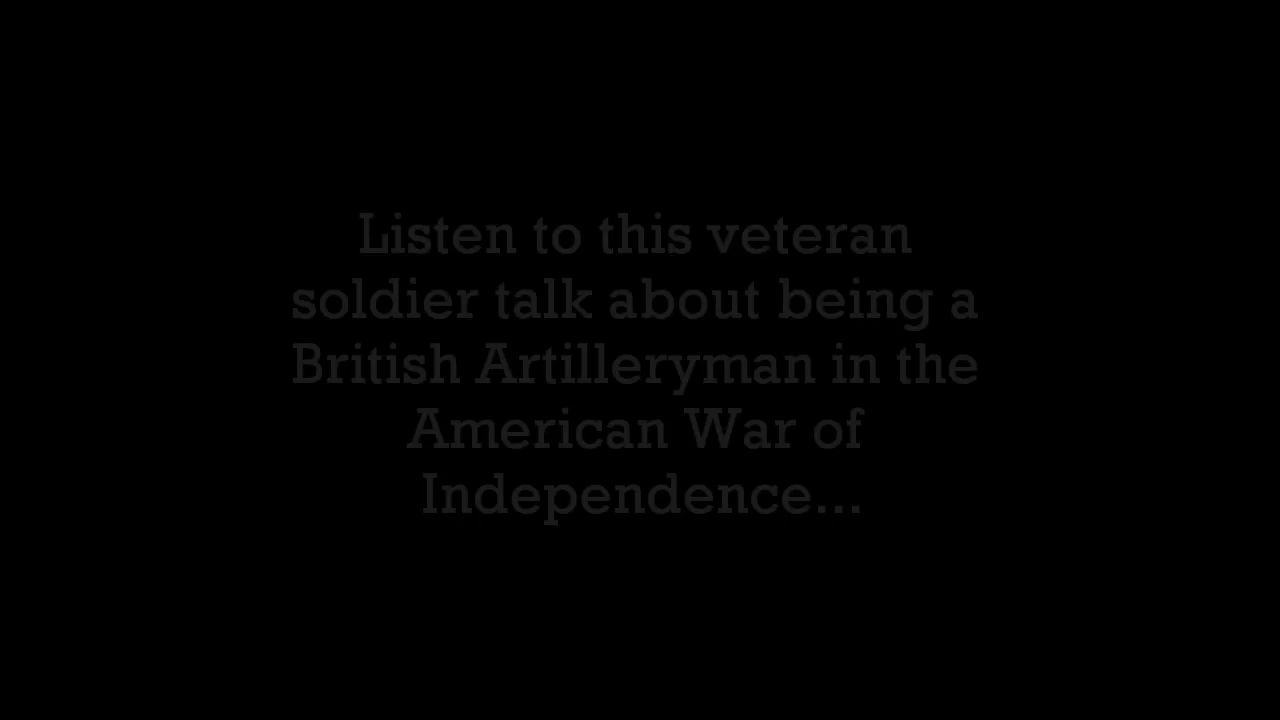 Listen to this veteran
soldier talk about being a
British Artilleryman in the
American War of
Independence...